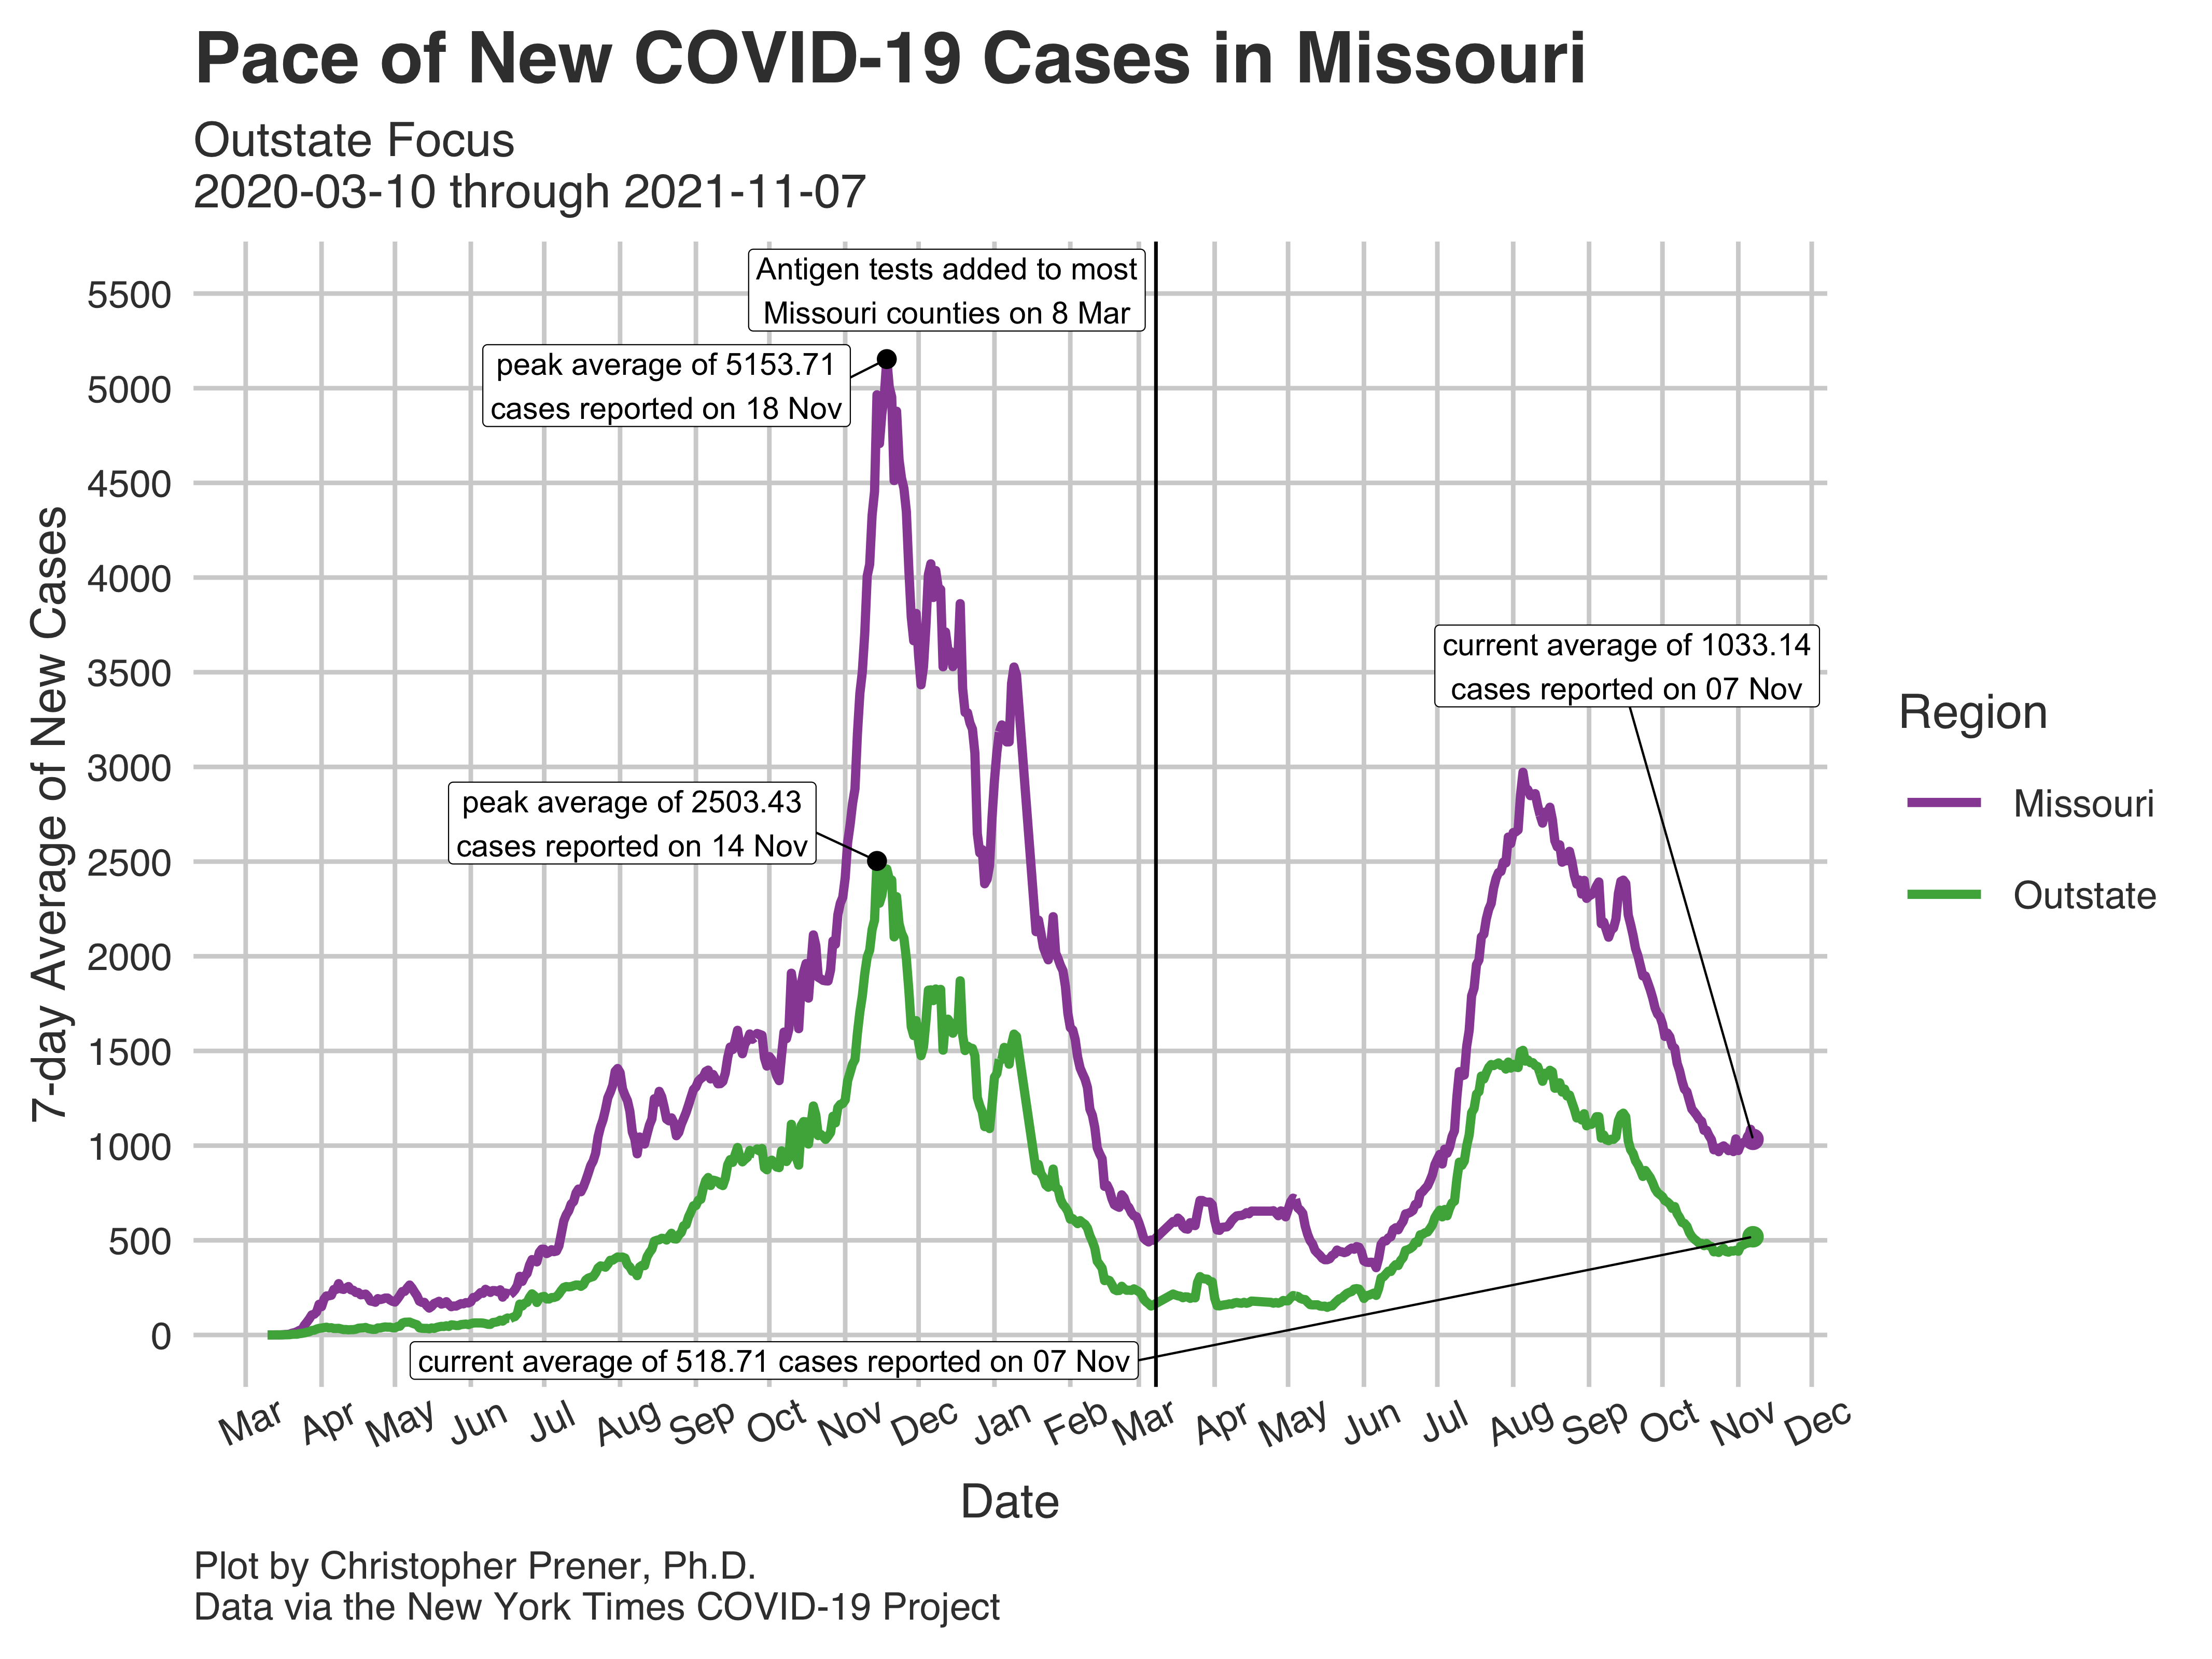 Pace of New COVID-19 Cases in Missouri
Outstate Focus
2020-03-10 through 2021-11-07
Antigen tests added to most
Missouri counties on 8 Mar
peak average of 5153.71
cases reported on 18 Nov
current average of 1033.14
cases reported on 07 Nov
peak average of 2503.43
cases reported on 14 Nov
current average of 518.71 cases reported on 07 Nov
7-day Average of New Cases
5500
5000
4500
4000
3500
3000
2500
2000
1500
1000
500
0
Mar Apr May Jun Jul Aug Sep Oct Nov Dec Jan Feb Mar Apr May Jun Jul Aug Sep Oct Nov Dec
Date
Region
Missouri
Outstate
Plot by Christopher Prener, Ph.D.
Data via the New York Times COVID-19 Project